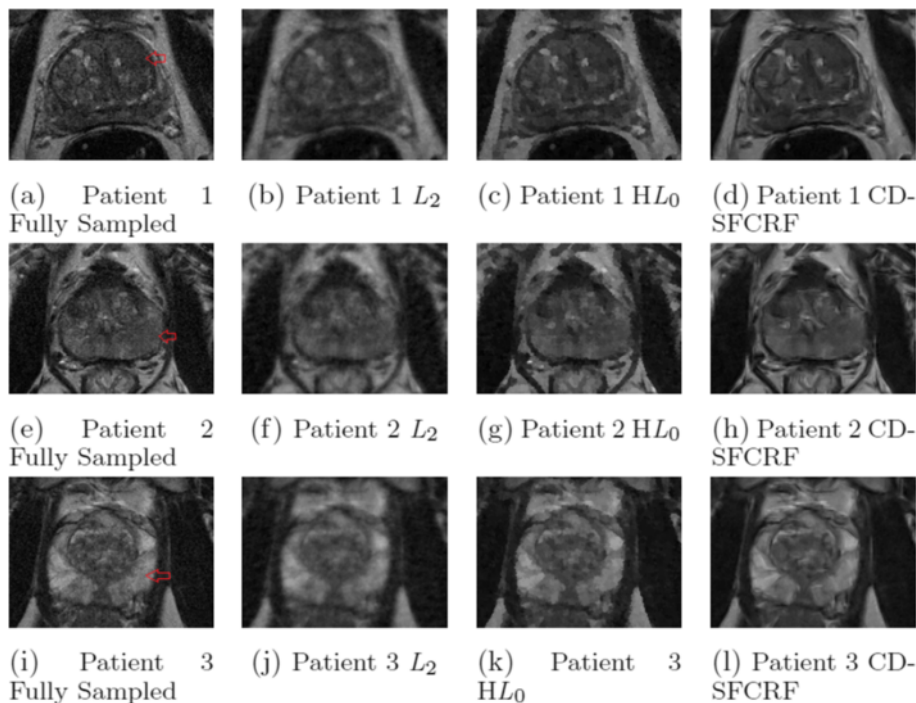 (a) Patient 1
Fully Sampled
(b) Patient 1 L₂
(c) Patient 1 HL₀
(d) Patient 1 CD-
SFCRF
(e) Patient 2
Fully Sampled
(f) Patient 2 L₂
(g) Patient 2 HL₀
(h) Patient 2 CD-
SFCRF
(i) Patient 3
Fully Sampled
(j) Patient 3 L₂
(k) Patient 3
HL₀
(l) Patient 3 CD-
SFCRF